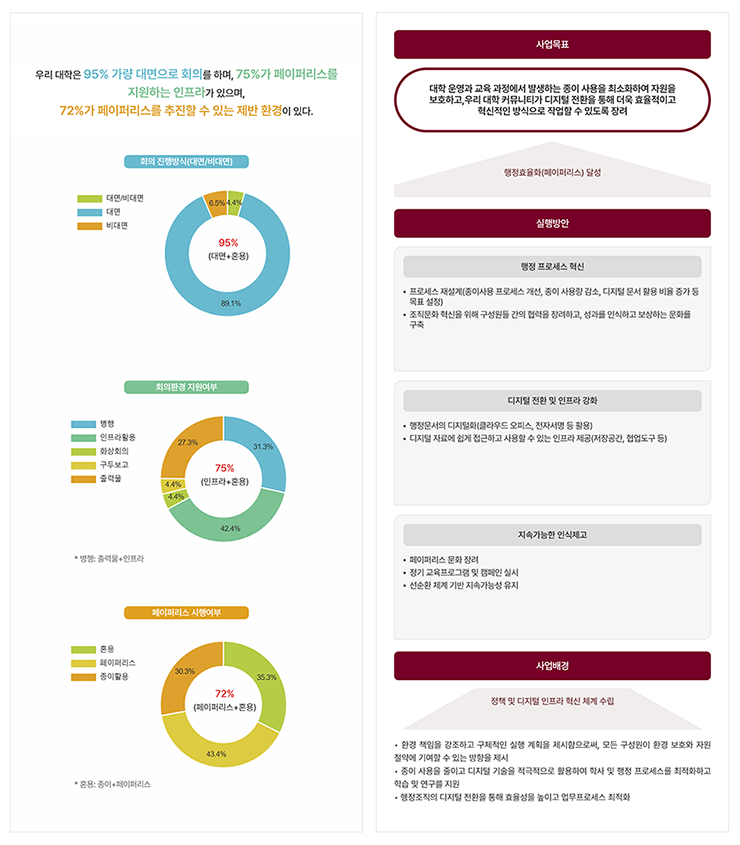 우리 대학은 95% 가량 대면으로 회의를 하며, 75%가 페이퍼리스를
지원하는 인프라가 있으며,
72%가 페이퍼리스를 추진할 수 있는 제반 환경이 있다.
회의 진행방식(대면/비대면)
대면/비대면
대면
비대면
6.5%
4.4%
95%
(대면+혼용)
89.1%
회의환경 지원여부
병행
인프라활용
화상회의
구두보고
출력물
27.3%
31.3%
4.4%
4.4%
75%
(인프라+혼용)
42.4%
* 병행: 출력물+인프라
페이퍼리스 시행여부
혼용
페이퍼리스
종이활용
30.3%
35.3%
72%
(페이퍼리스+혼용)
43.4%
* 혼용: 종이+페이퍼리스
사업목표
대학 운영과 교육 과정에서 발생하는 종이 사용을 최소화하여 자원을
보호하고,우리 대학 커뮤니티가 디지털 전환을 통해 더욱 효율적이고
혁신적인 방식으로 작업할 수 있도록 장려
행정효율화(페이퍼리스) 달성
실행방안
행정 프로세스 혁신
• 프로세스 재설계(종이사용 프로세스 개선, 종이 사용량 감소, 디지털 문서 활용 비율 증가 등
목표 설정)
• 조직문화 혁신을 위해 구성원들 간의 협력을 장려하고, 성과를 인식하고 보상하는 문화를
구축
디지털 전환 및 인프라 강화
• 행정문서의 디지털화(클라우드 오피스, 전자서명 등 활용)
• 디지털 자료에 쉽게 접근하고 사용할 수 있는 인프라 제공(저장공간, 협업도구 등)
지속가능한 인식제고
• 페이퍼리스 문화 장려
• 정기 교육프로그램 및 캠페인 실시
• 선순환 체계 기반 지속가능성 유지
사업배경
정책 및 디지털 인프라 혁신 체계 수립
• 환경 책임을 강조하고 구체적인 실행 계획을 제시함으로써, 모든 구성원이 환경 보호와 자원
절약에 기여할 수 있는 방향을 제시
• 종이 사용을 줄이고 디지털 기술을 적극적으로 활용하여 학사 및 행정 프로세스를 최적화하고
학습 및 연구를 지원
• 헹정조직의 디지털 전환을 통해 효율성을 높이고 업무프로세스 최적화